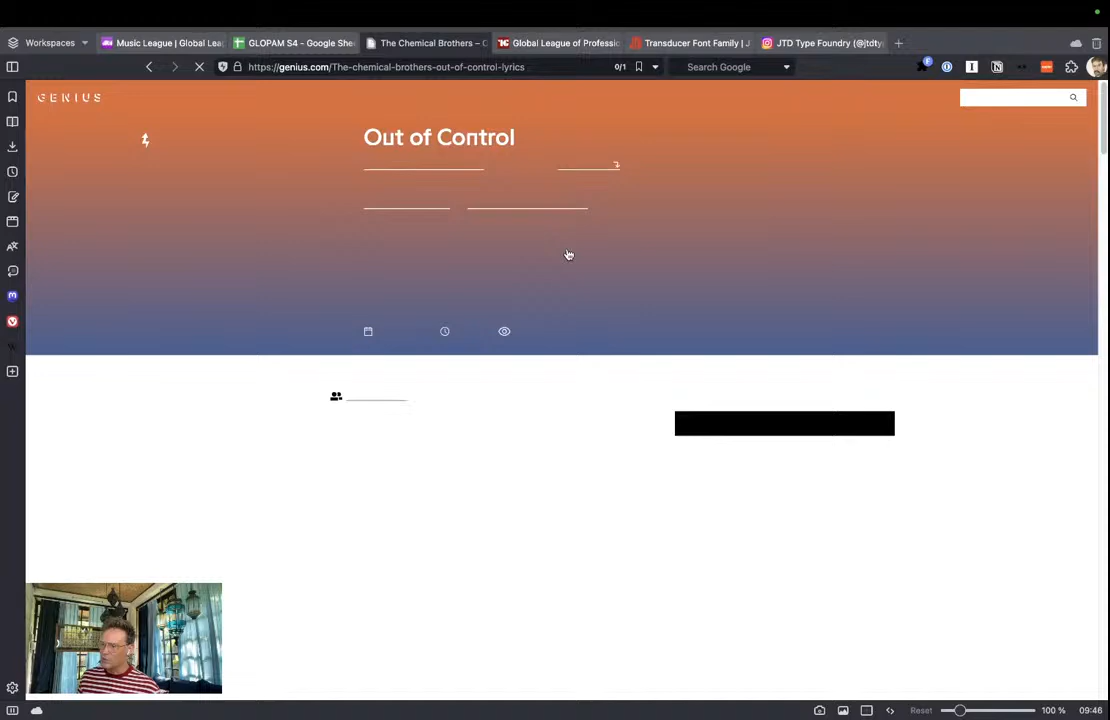 Workspaces
Music League | Global Lea
GLOPAM S4 - Google She
The Chemical Brothers – O
Global League of Professio
Transducer Font Family | J
JTD Type Foundry (@jtdty
https://genius.com/The-chemical-brothers-out-of-control-lyrics
0/1
Search Google
GENIUS
Out of Control
Reset
100 %
09:46